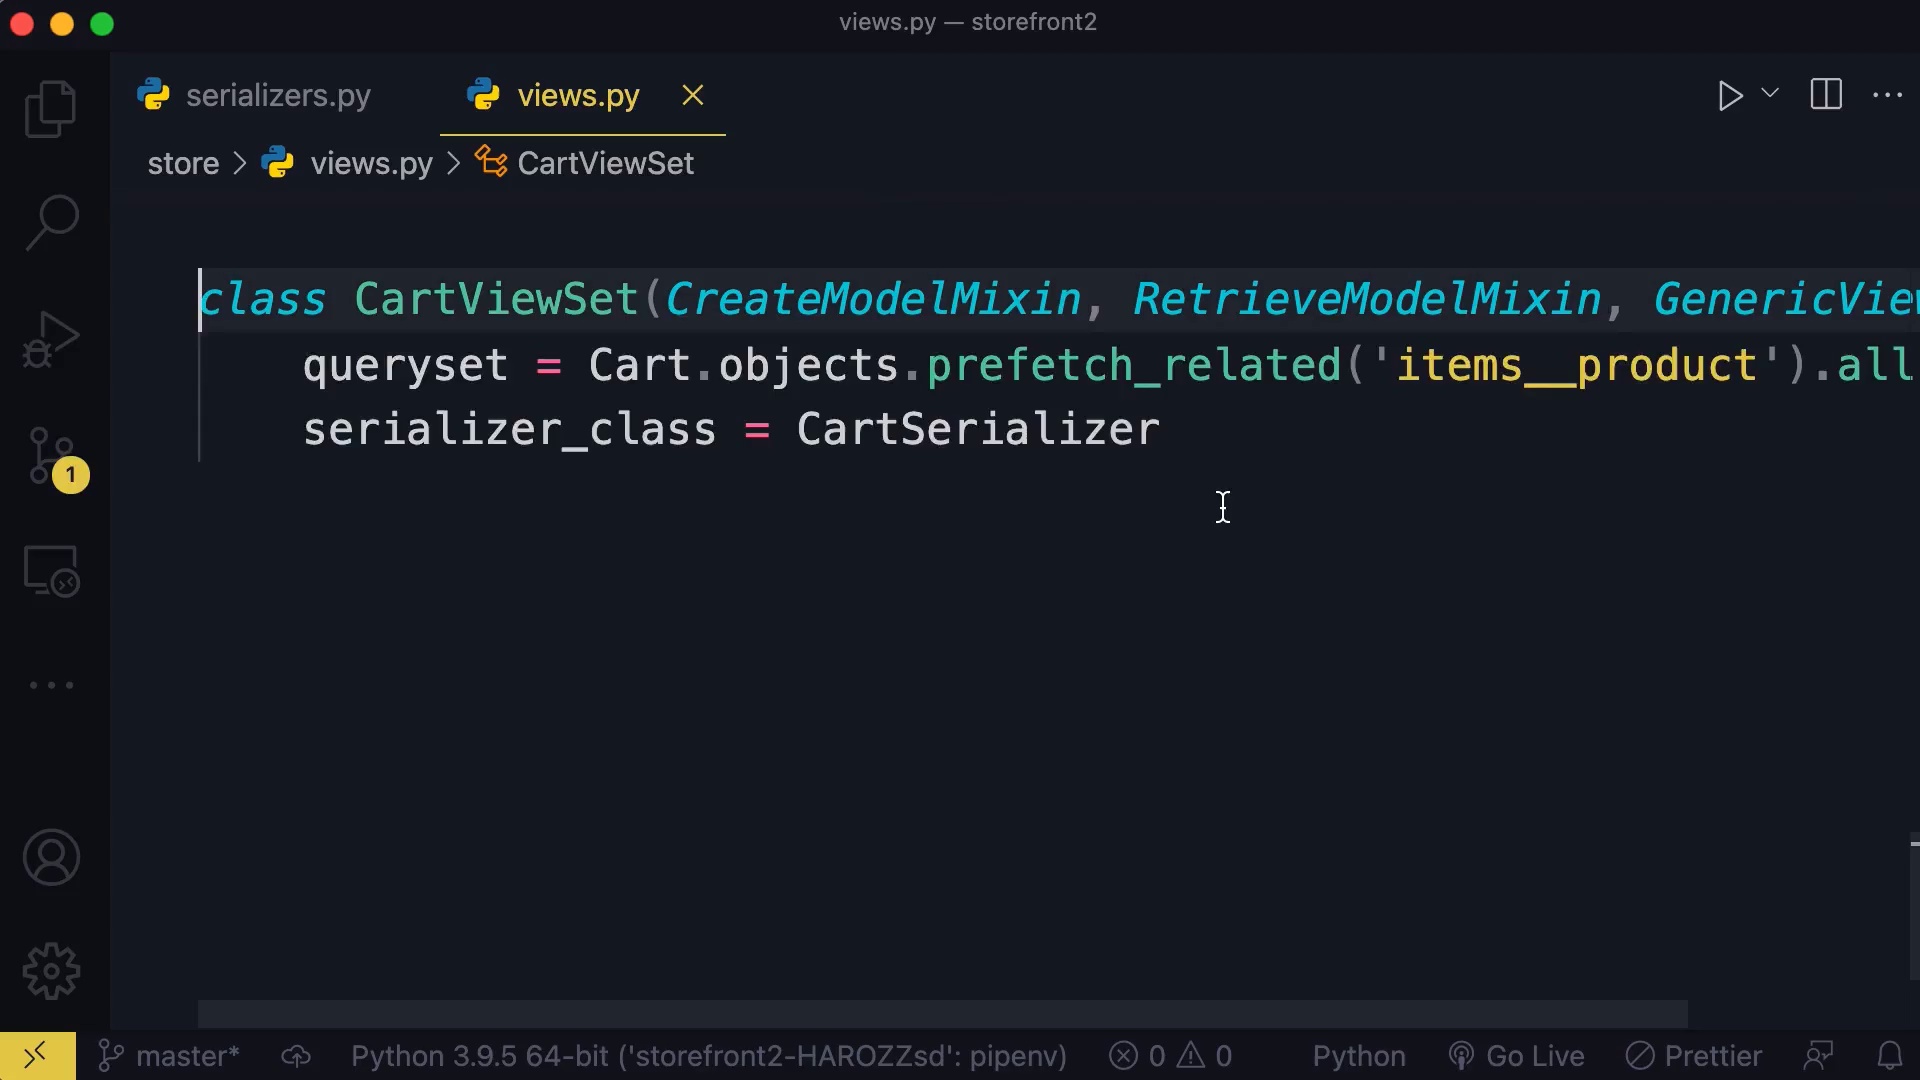 views.py — storefront2
serializers.py
views.py
store > views.py > CartViewSet
class CartViewSet(CreateModelMixin, RetrieveModelMixin, GenericVie
queryset = Cart.objects.prefetch_related('items__product').all
serializer_class = CartSerializer
1
master* Python 3.9.5 64-bit ('storefront2-HAROZZsd': pipenv) 0 0 Python Go Live Prettier